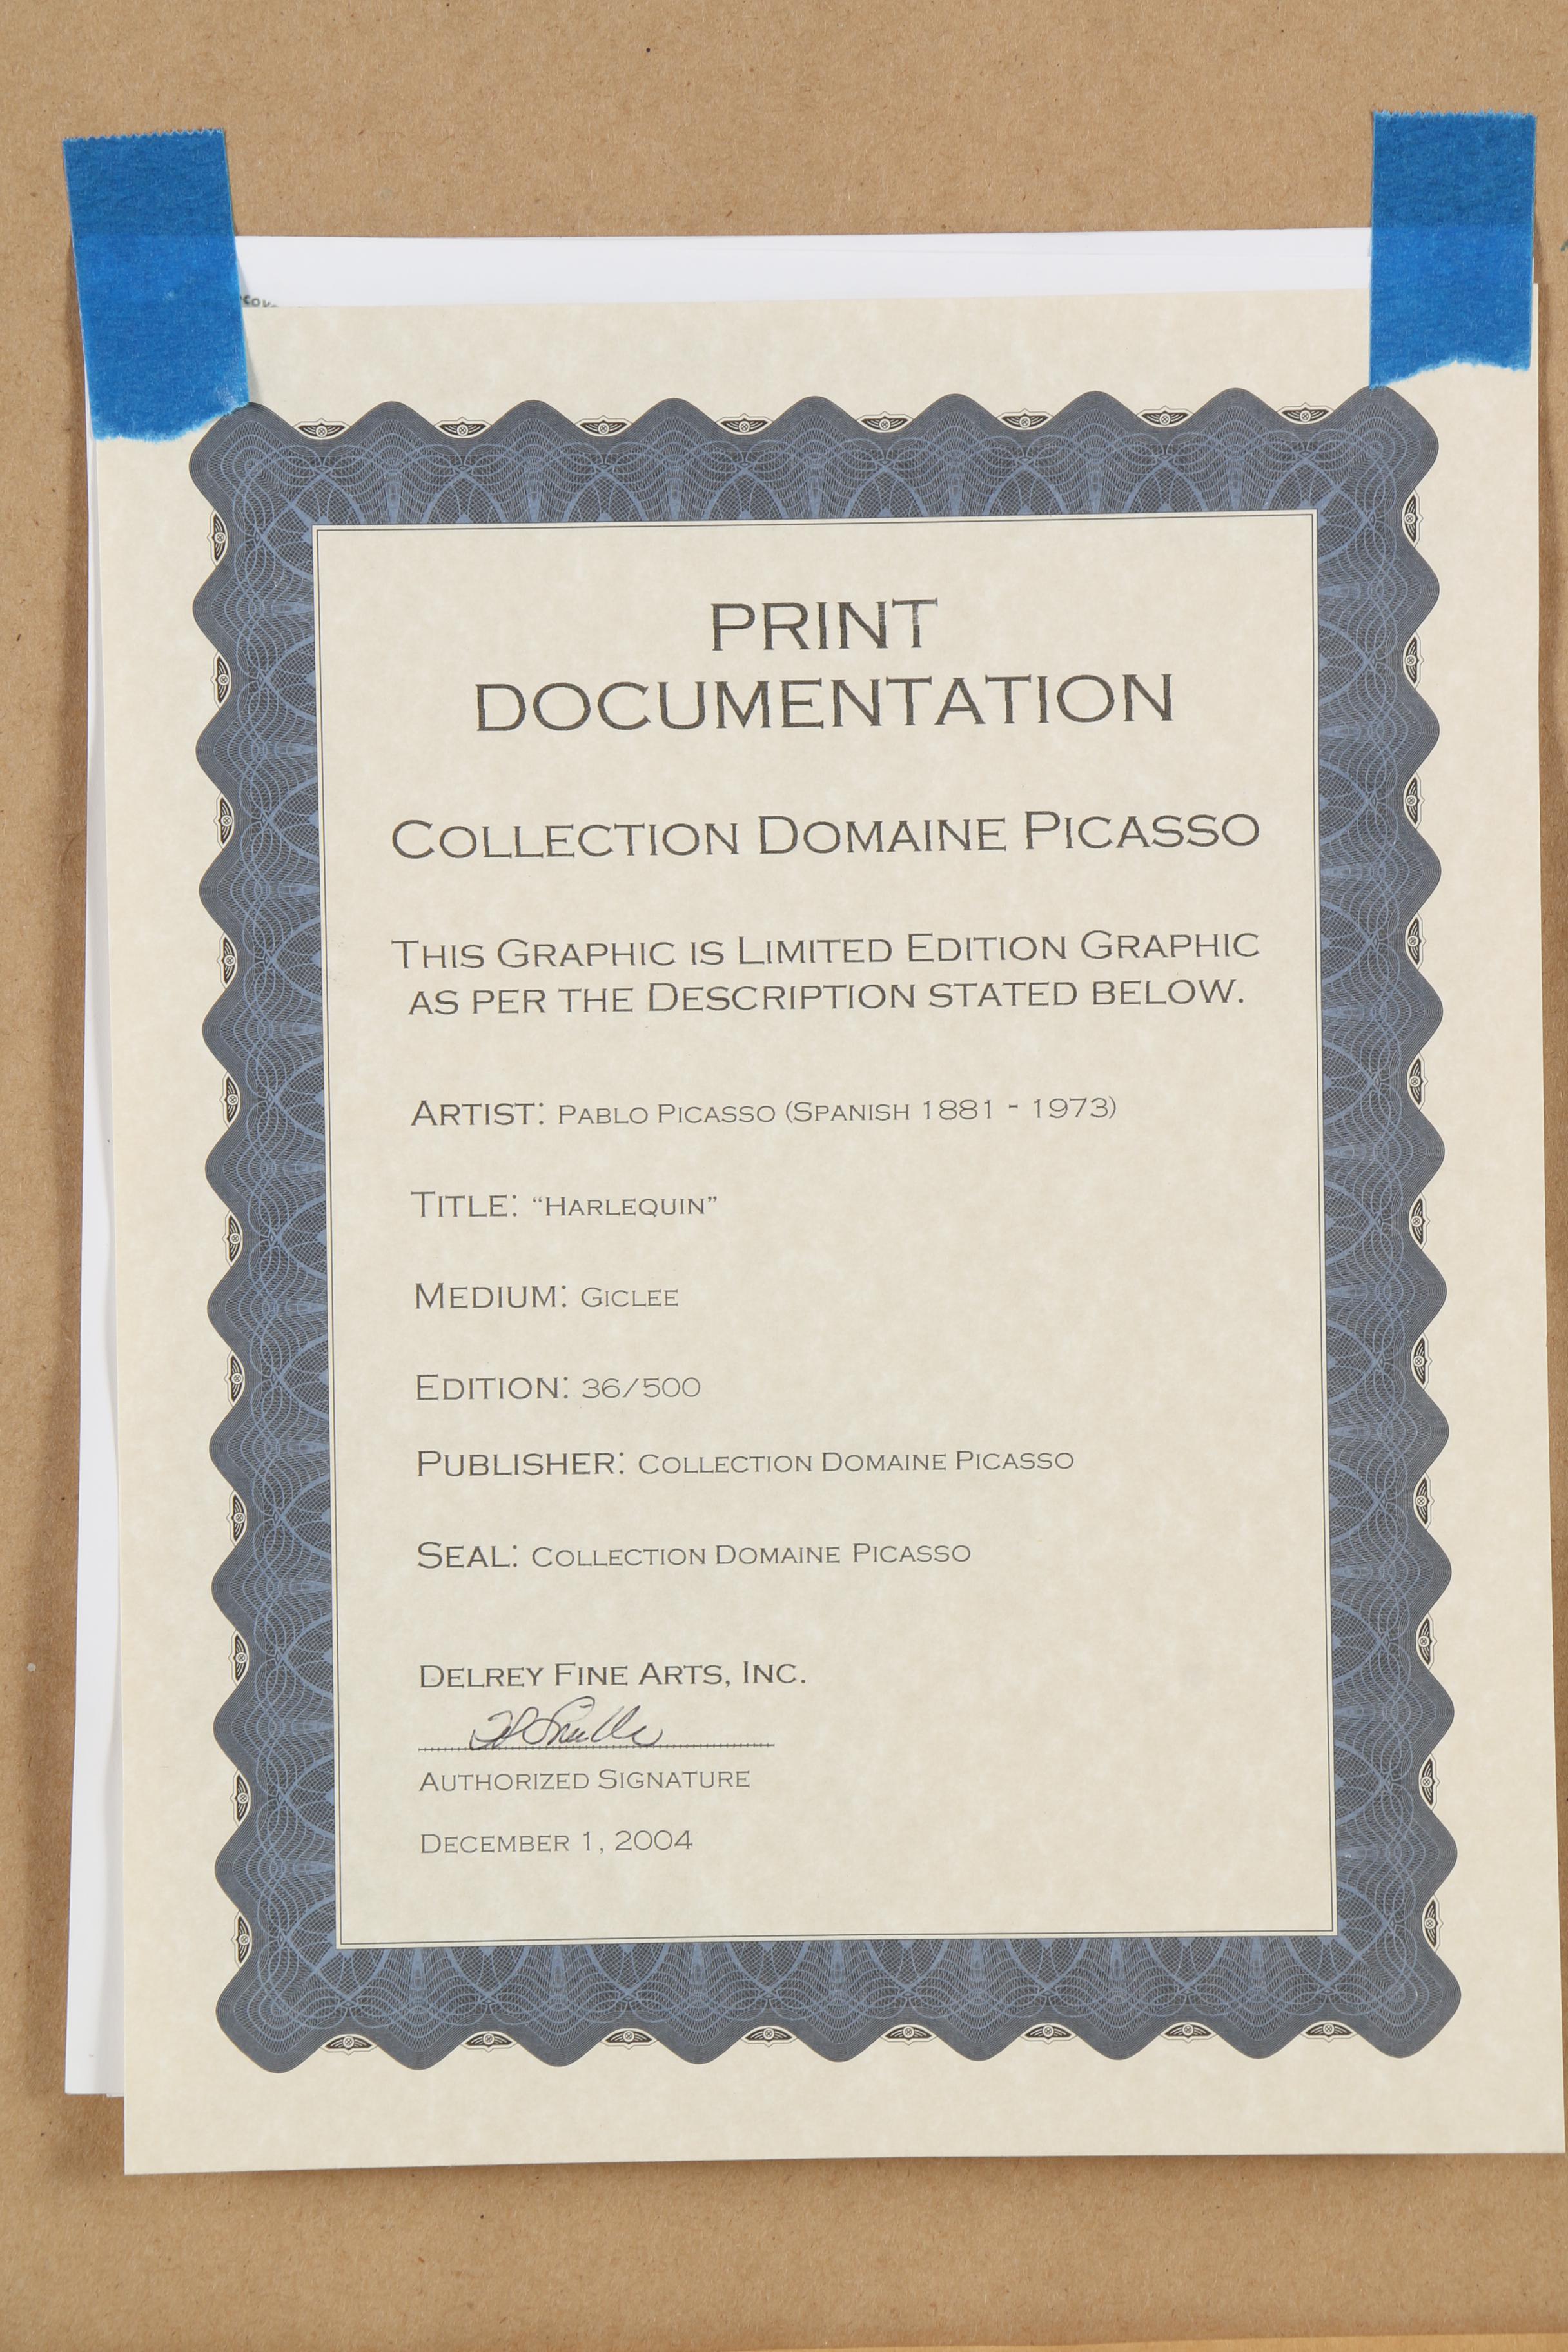 PRINT
DOCUMENTATION
COLLECTION DOMAINE PICASSO
THIS GRAPHIC IS LIMITED EDITION GRAPHIC
AS PER THE DESCRIPTION STATED BELOW.
ARTIST: PABLO PICASSO (SPANISH 1881 - 1973)
TITLE: “HARLEQUIN”
MEDIUM: GICLEE
EDITION: 36/500
PUBLISHER: COLLECTION DOMAINE PICASSO
SEAL: COLLECTION DOMAINE PICASSO
DELREY FINE ARTS, INC.
AUTHORIZED SIGNATURE
DECEMBER 1, 2004